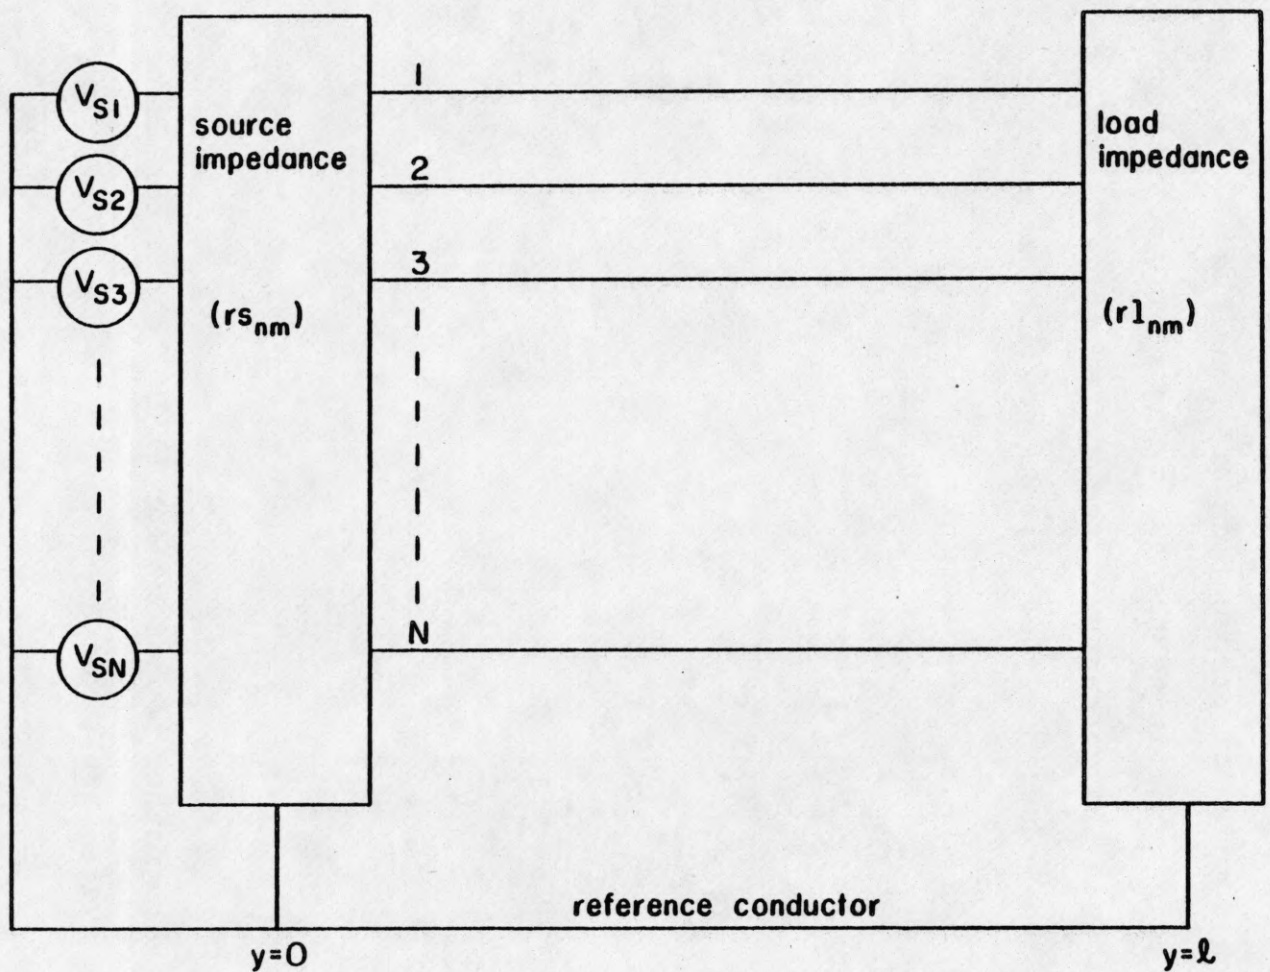 V_S1
source
impedance
1
load
impedance
V_S2
2
V_S3
3
(rs_nm)
(rl_nm)
N
V_SN
reference conductor
y=0
y=ℓ